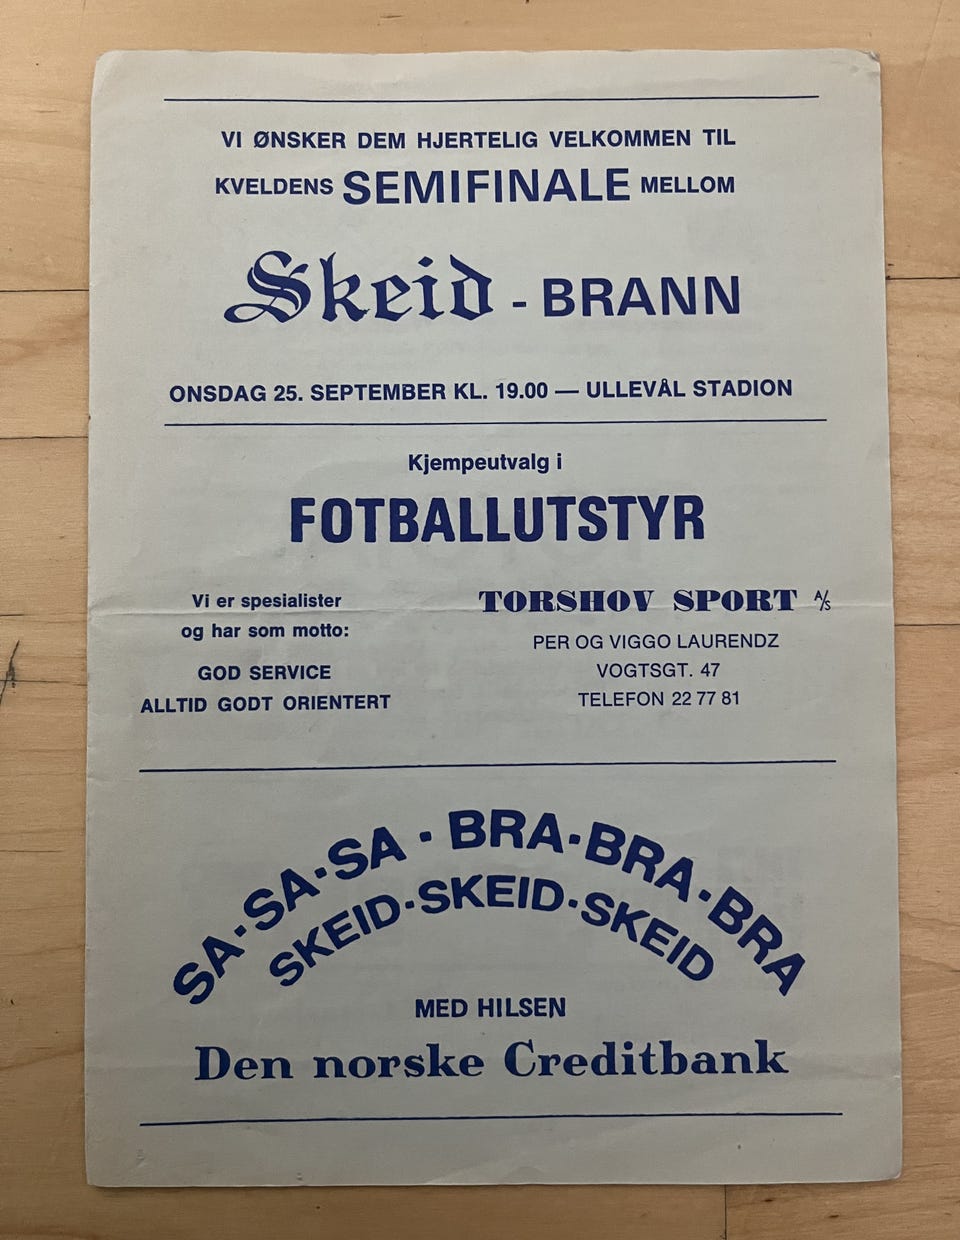 VI ØNSKER DEM HJERTELIG VELKOMMEN TIL
KVELDENS SEMIFINALE MELLOM
Skeid - BRANN
ONSDAG 25. SEPTEMBER KL. 19.00 — ULLEVÅL STADION
Kjempeutvalg i
FOTBALLUTSTYR
Vi er spesialister
og har som motto:
GOD SERVICE
ALLTID GODT ORIENTERT
TORSHOV SPORT A/S
PER OG VIGGO LAURENDZ
VOGTSGT. 47
TELEFON 22 77 81
SA·SA·SA · BRA·BRA·BRA
SKEID·SKEID·SKEID
MED HILSEN
Den norske Creditbank